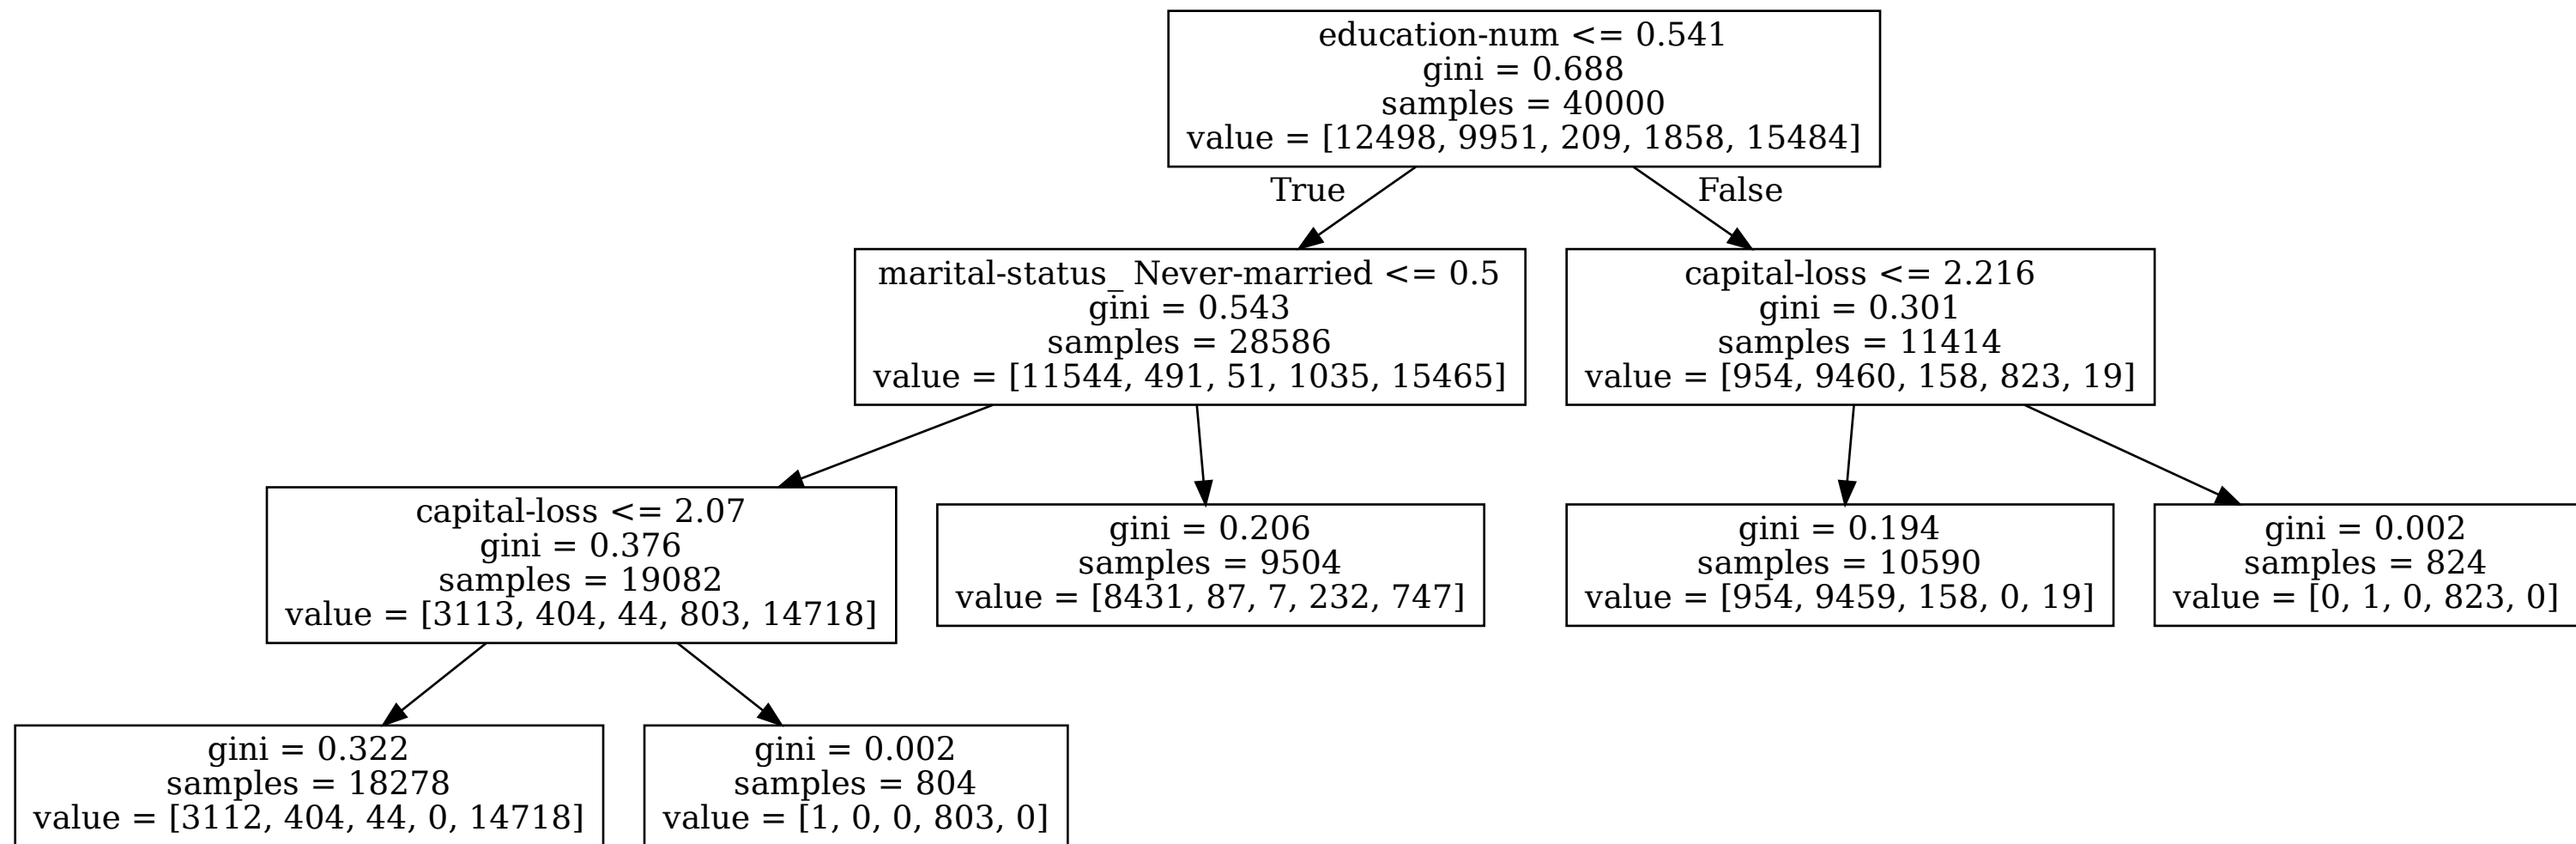 education-num <= 0.541
gini = 0.688
samples = 40000
value = [12498, 9951, 209, 1858, 15484]
True
False
marital-status_ Never-married <= 0.5
gini = 0.543
samples = 28586
value = [11544, 491, 51, 1035, 15465]
capital-loss <= 2.216
gini = 0.301
samples = 11414
value = [954, 9460, 158, 823, 19]
capital-loss <= 2.07
gini = 0.376
samples = 19082
value = [3113, 404, 44, 803, 14718]
gini = 0.206
samples = 9504
value = [8431, 87, 7, 232, 747]
gini = 0.194
samples = 10590
value = [954, 9459, 158, 0, 19]
gini = 0.002
samples = 824
value = [0, 1, 0, 823, 0]
gini = 0.322
samples = 18278
value = [3112, 404, 44, 0, 14718]
gini = 0.002
samples = 804
value = [1, 0, 0, 803, 0]